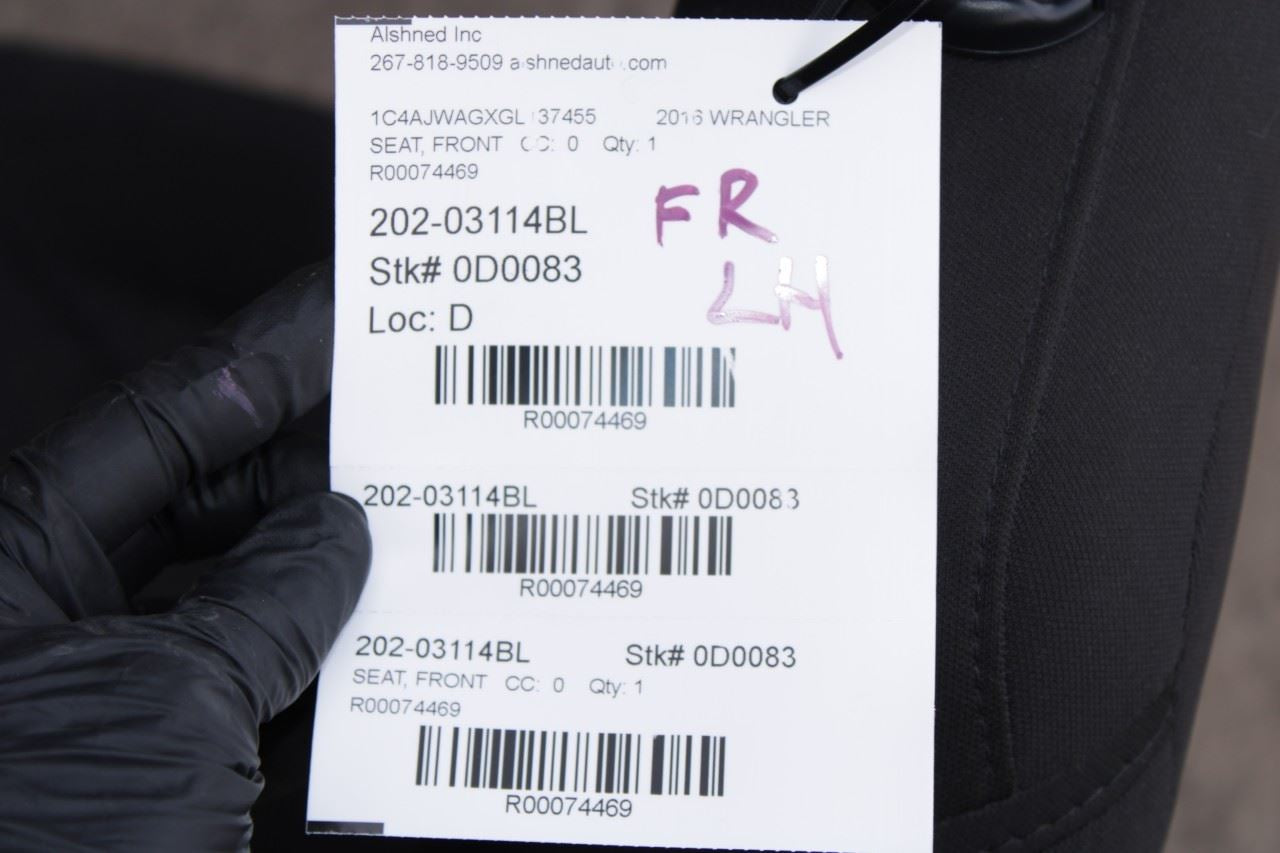 Alshned Inc
267-818-9509
2016 WRANGLER
SEAT, FRONT CC: 0 Qty: 1
R00074469
202-03114BL
FR
Stk# 0D0083
LH
Loc: D
R00074469
202-03114BL Stk# 0D0083
R00074469
202-03114BL Stk# 0D0083
SEAT, FRONT CC: 0 Qty: 1
R00074469
R00074469